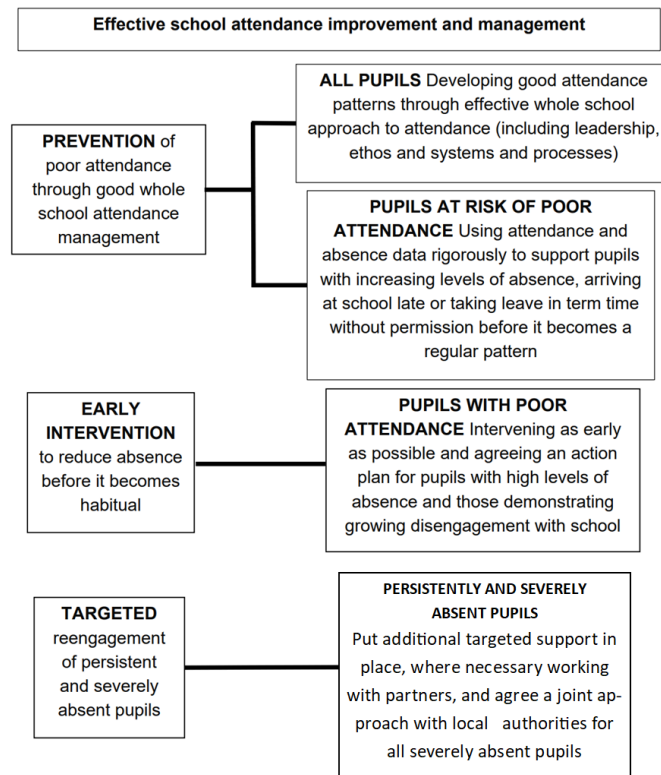 Effective school attendance improvement and management
PREVENTION of
poor attendance
through good whole
school attendance
management
ALL PUPILS Developing good attendance
patterns through effective whole school
approach to attendance (including leadership,
ethos and systems and processes)
PUPILS AT RISK OF POOR
ATTENDANCE Using attendance and
absence data rigorously to support pupils
with increasing levels of absence, arriving
at school late or taking leave in term time
without permission before it becomes a
regular pattern
EARLY
INTERVENTION
to reduce absence
before it becomes
habitual
PUPILS WITH POOR
ATTENDANCE Intervening as early
as possible and agreeing an action
plan for pupils with high levels of
absence and those demonstrating
growing disengagement with school
TARGETED
reengagement
of persistent
and severely
absent pupils
PERSISTENTLY AND SEVERELY
ABSENT PUPILS
Put additional targeted support in
place, where necessary working
with partners, and agree a joint ap-
proach with local authorities for
all severely absent pupils